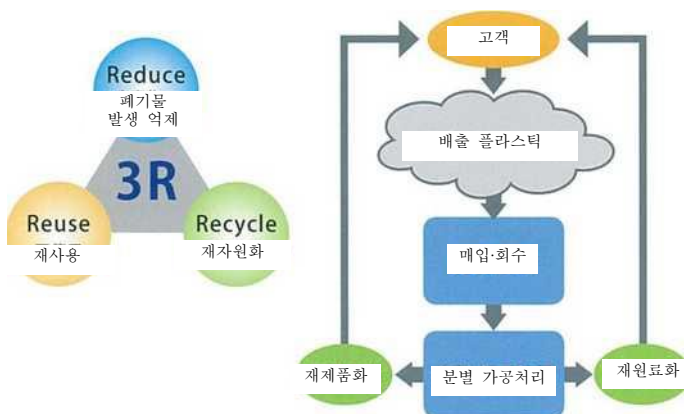 Reduce
폐기물
발생 억제
3R
Reuse
재사용
Recycle
재자원화
고객
배출 플라스틱
매입·회수
재제품화
분별 가공처리
재원료화